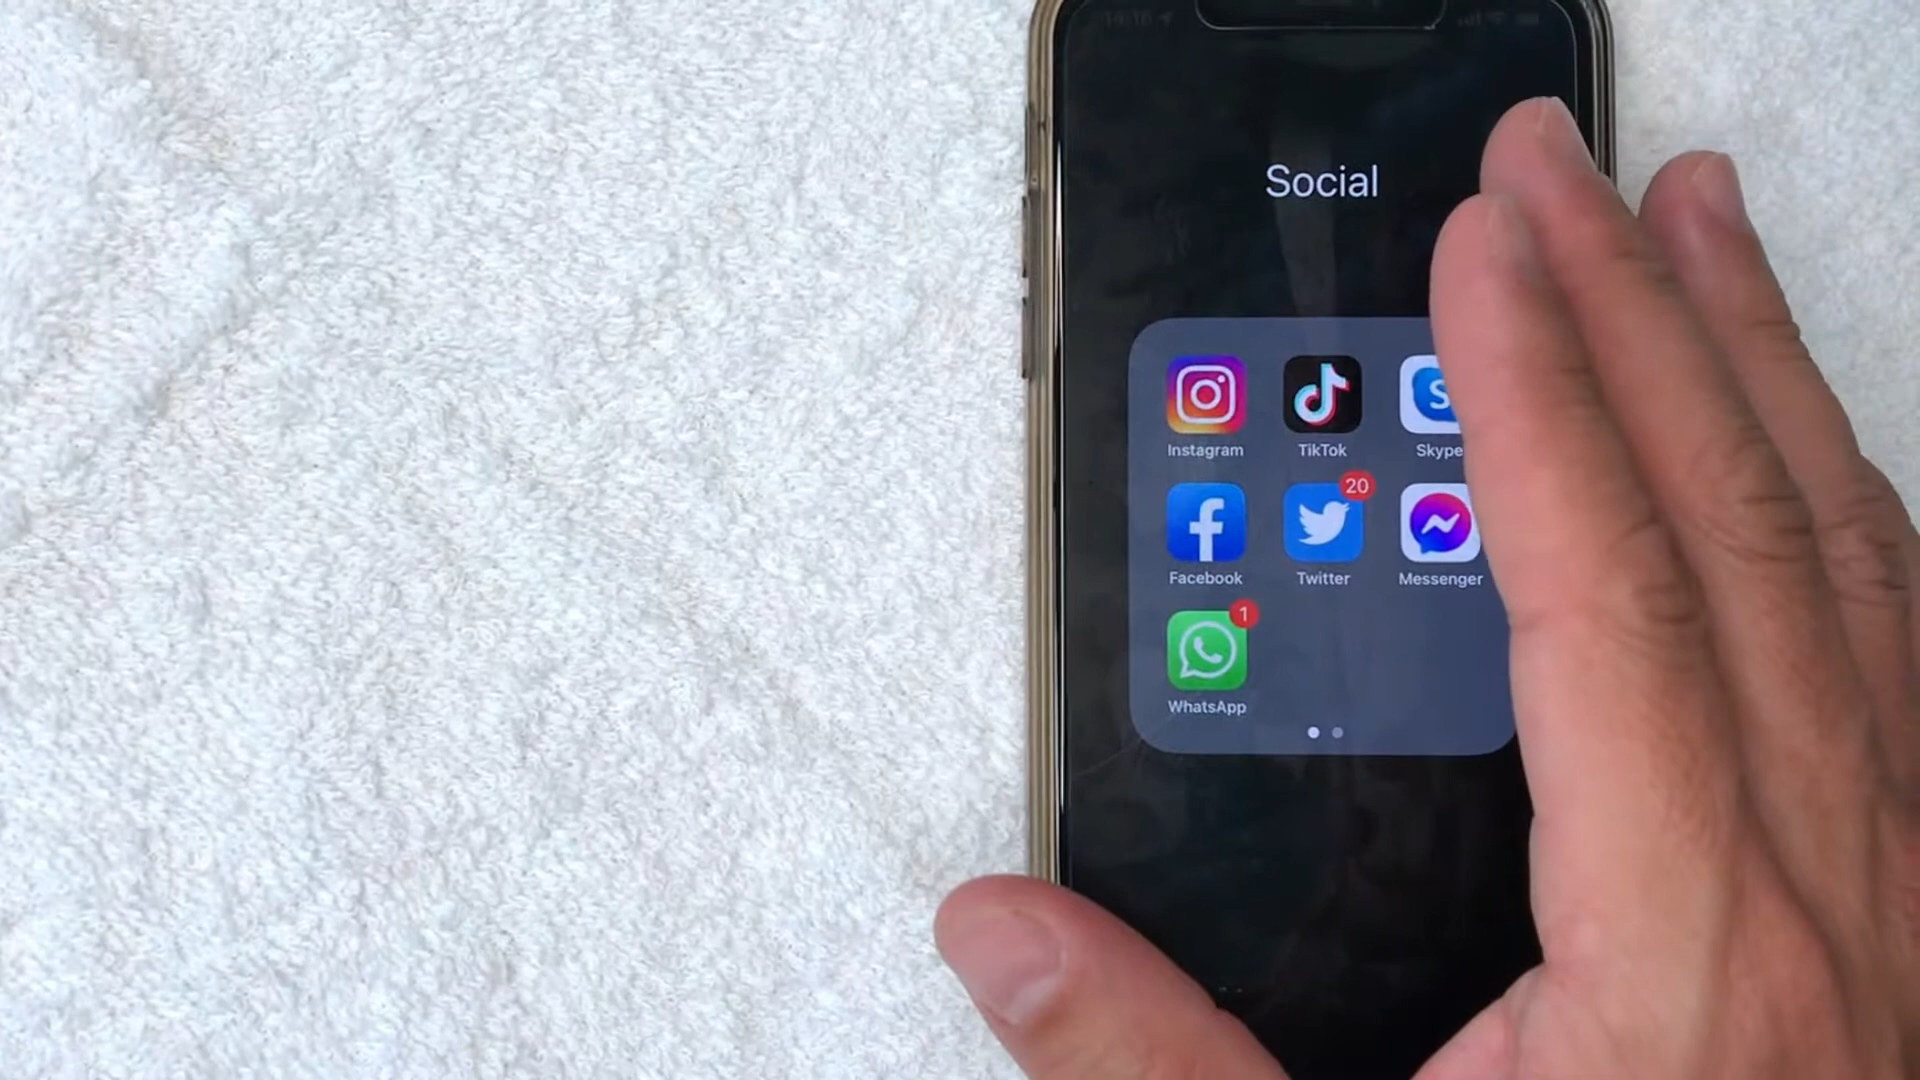 Social
Instagram TikTok Skype
20
Facebook Twitter Messenger
1
WhatsApp